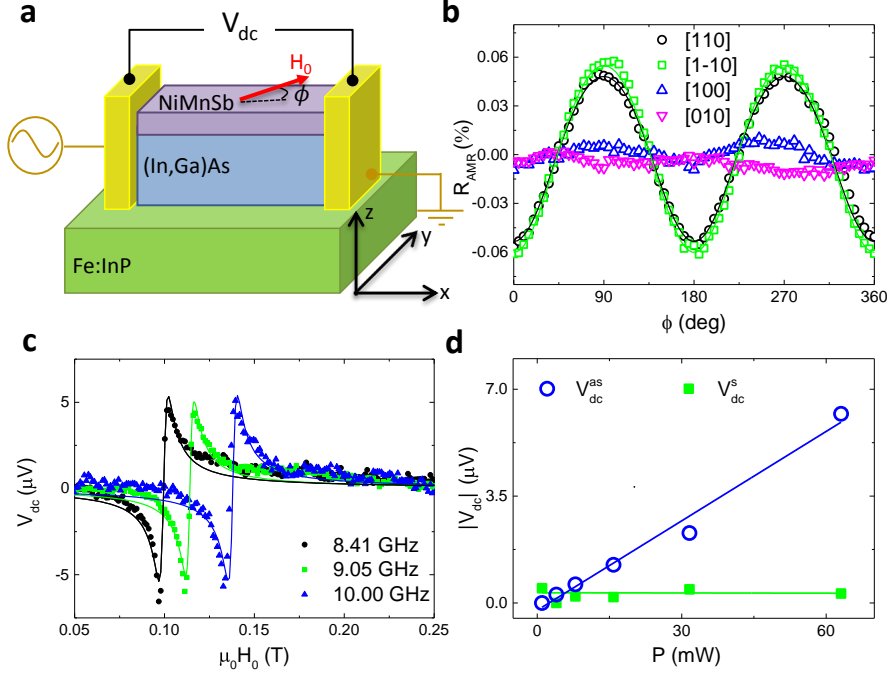 a
V_dc
H_0
NiMnSb
ϕ
(In,Ga)As
Fe:InP
z
y
x
b
[110]
[1-10]
[100]
[010]
0.06
0.03
0.00
-0.03
-0.06
R_AMR (%)
0 90 180 270 360
ϕ (deg)
c
5
0
-5
V_dc (μV)
8.41 GHz
9.05 GHz
10.00 GHz
0.05 0.10 0.15 0.20 0.25
μ_0H_0 (T)
d
V_dc^as V_dc^s
7.0
3.5
0.0
|V_dc| (μV)
0 30 60
P (mW)